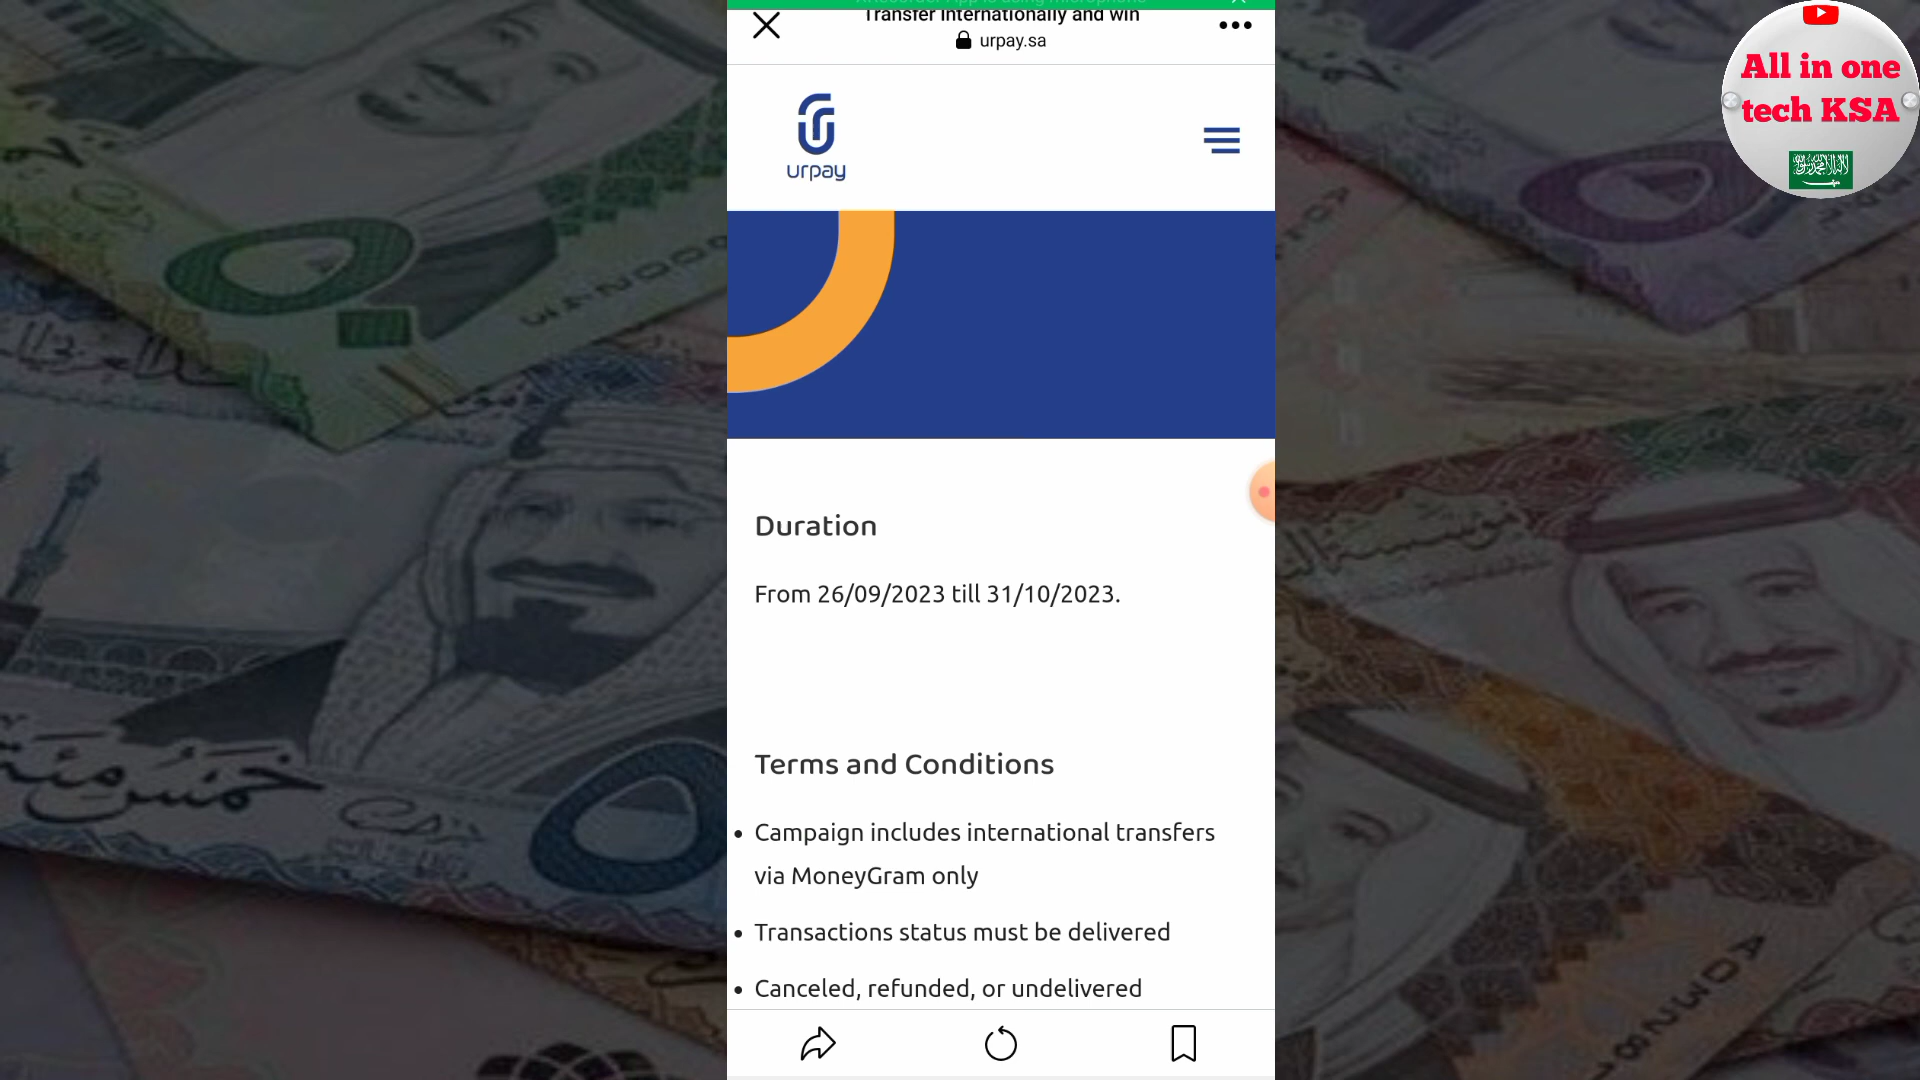 Transfer Internationally and win
urpay.sa
urpay
Duration
From 26/09/2023 till 31/10/2023.
Terms and Conditions
• Campaign includes international transfers
via MoneyGram only
• Transactions status must be delivered
• Canceled, refunded, or undelivered
All in one
tech KSA
خمس مئة